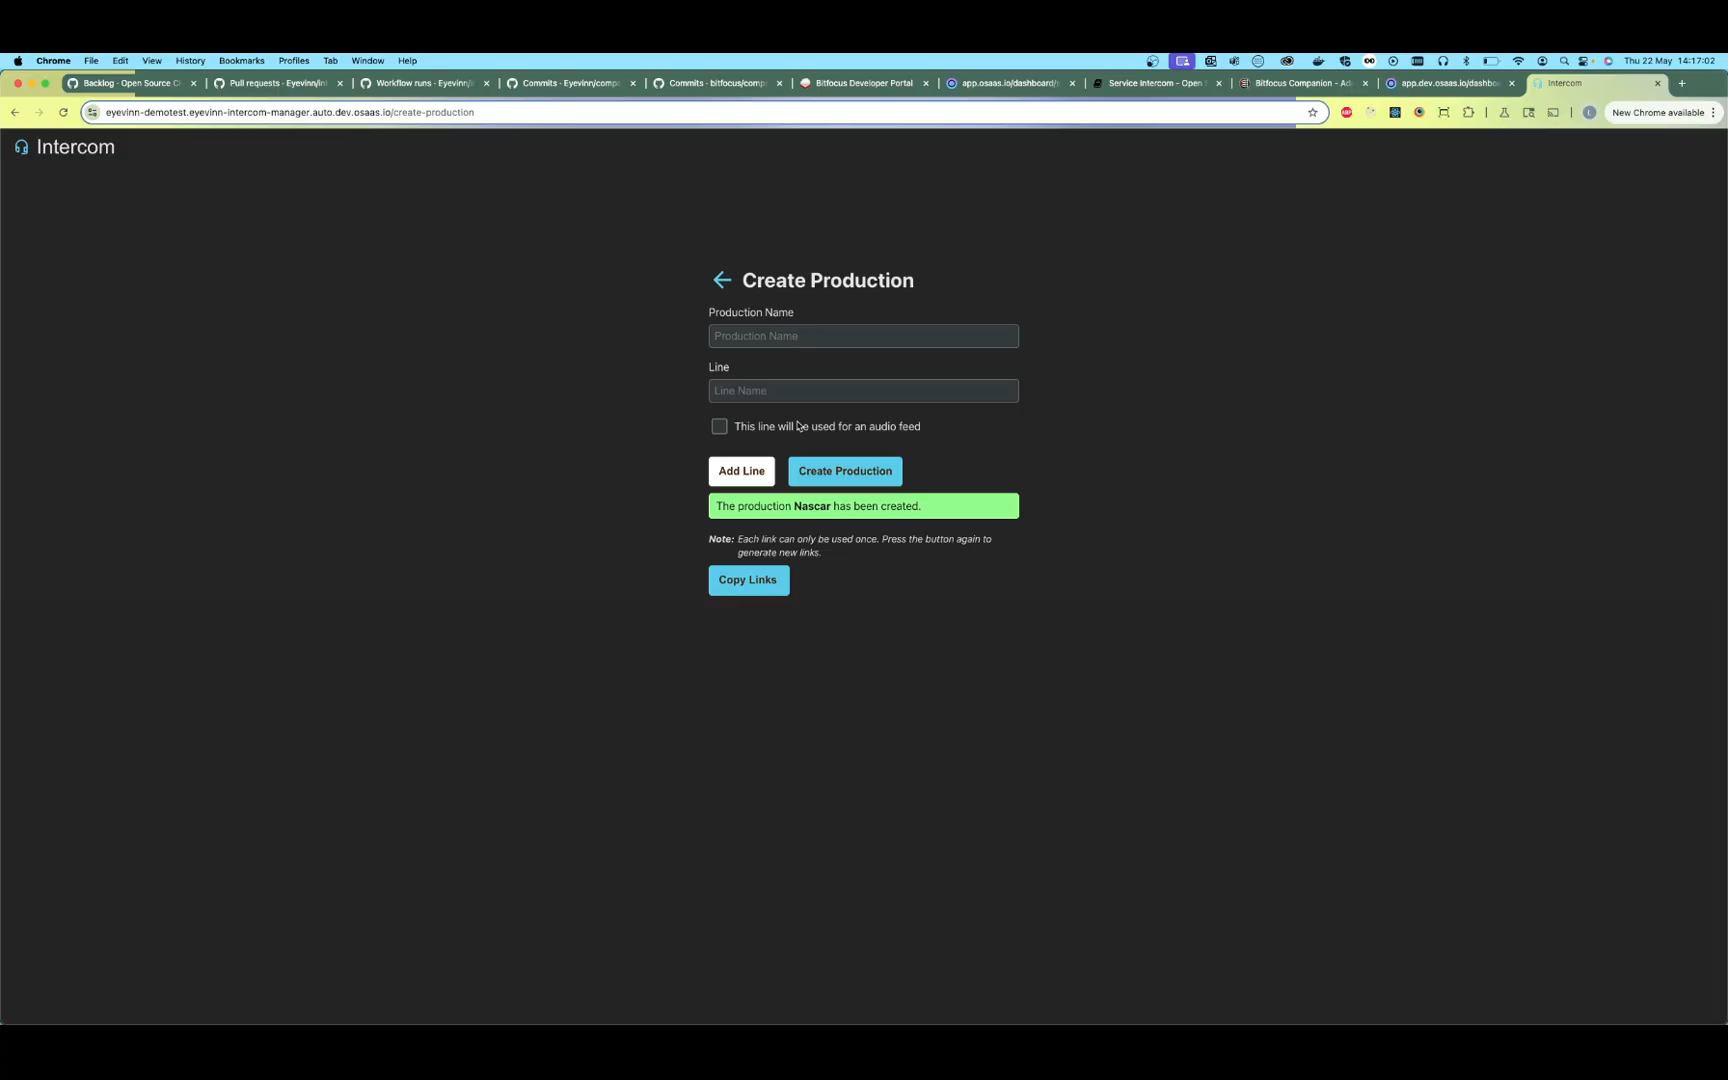 Chrome File Edit View History Bookmarks Profiles Tab Window Help Thu 22 May 14:17:02
Backlog - Open Source C Pull requests - Eyevinn/int Workflow runs - Eyevinn/i Commits - Eyevinn/comp Commits - bitfocus/comp Bitfocus Developer Portal app.osaas.io/dashboard/s Service Intercom - Open Bitfocus Companion - Ad app.dev.osaas.io/dashbo Intercom
eyevinn-demotest.eyevinn-intercom-manager.auto.dev.osaas.io/create-production ABP New Chrome available
Intercom
Create Production
Production Name
Production Name
Line
Line Name
This line will be used for an audio feed
Add Line Create Production
The production Nascar has been created.
Note: Each link can only be used once. Press the button again to
generate new links.
Copy Links